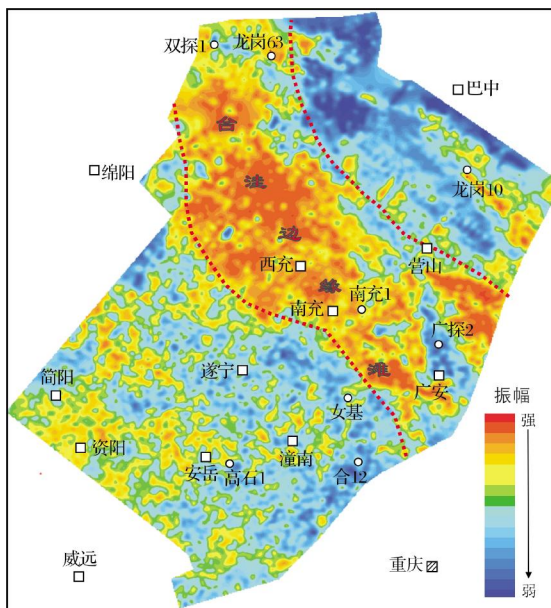 双探1
龙岗63
巴中
台
绵阳
洼
龙岗10
边
营山
西充
缘
南充
南充1
广探2
滩
遂宁
广安
简阳
女基
振幅
强
资阳
安岳
高石1
潼南
合12
威远
重庆
弱